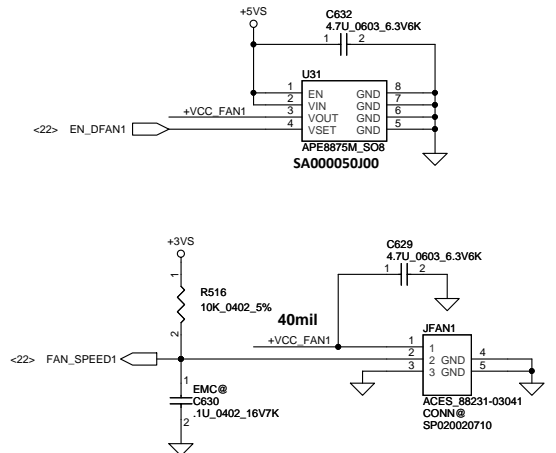 +5VS
C632
4.7U_0603_6.3V6K
1 2
U31
1 EN GND 8
2 VIN GND 7
+VCC_FAN1 3 VOUT GND 6
<22> EN_DFAN1 4 VSET GND 5
APE8875M_SO8
SA000050J00
+3VS
1
R516
10K_0402_5%
2
C629
4.7U_0603_6.3V6K
1 2
40mil
+VCC_FAN1
JFAN1
1 1
<22> FAN_SPEED1 2 2 GND 4
3 3 GND 5
1 EMC@
C630
.1U_0402_16V7K
2
ACES_88231-03041
CONN@
SP020020710